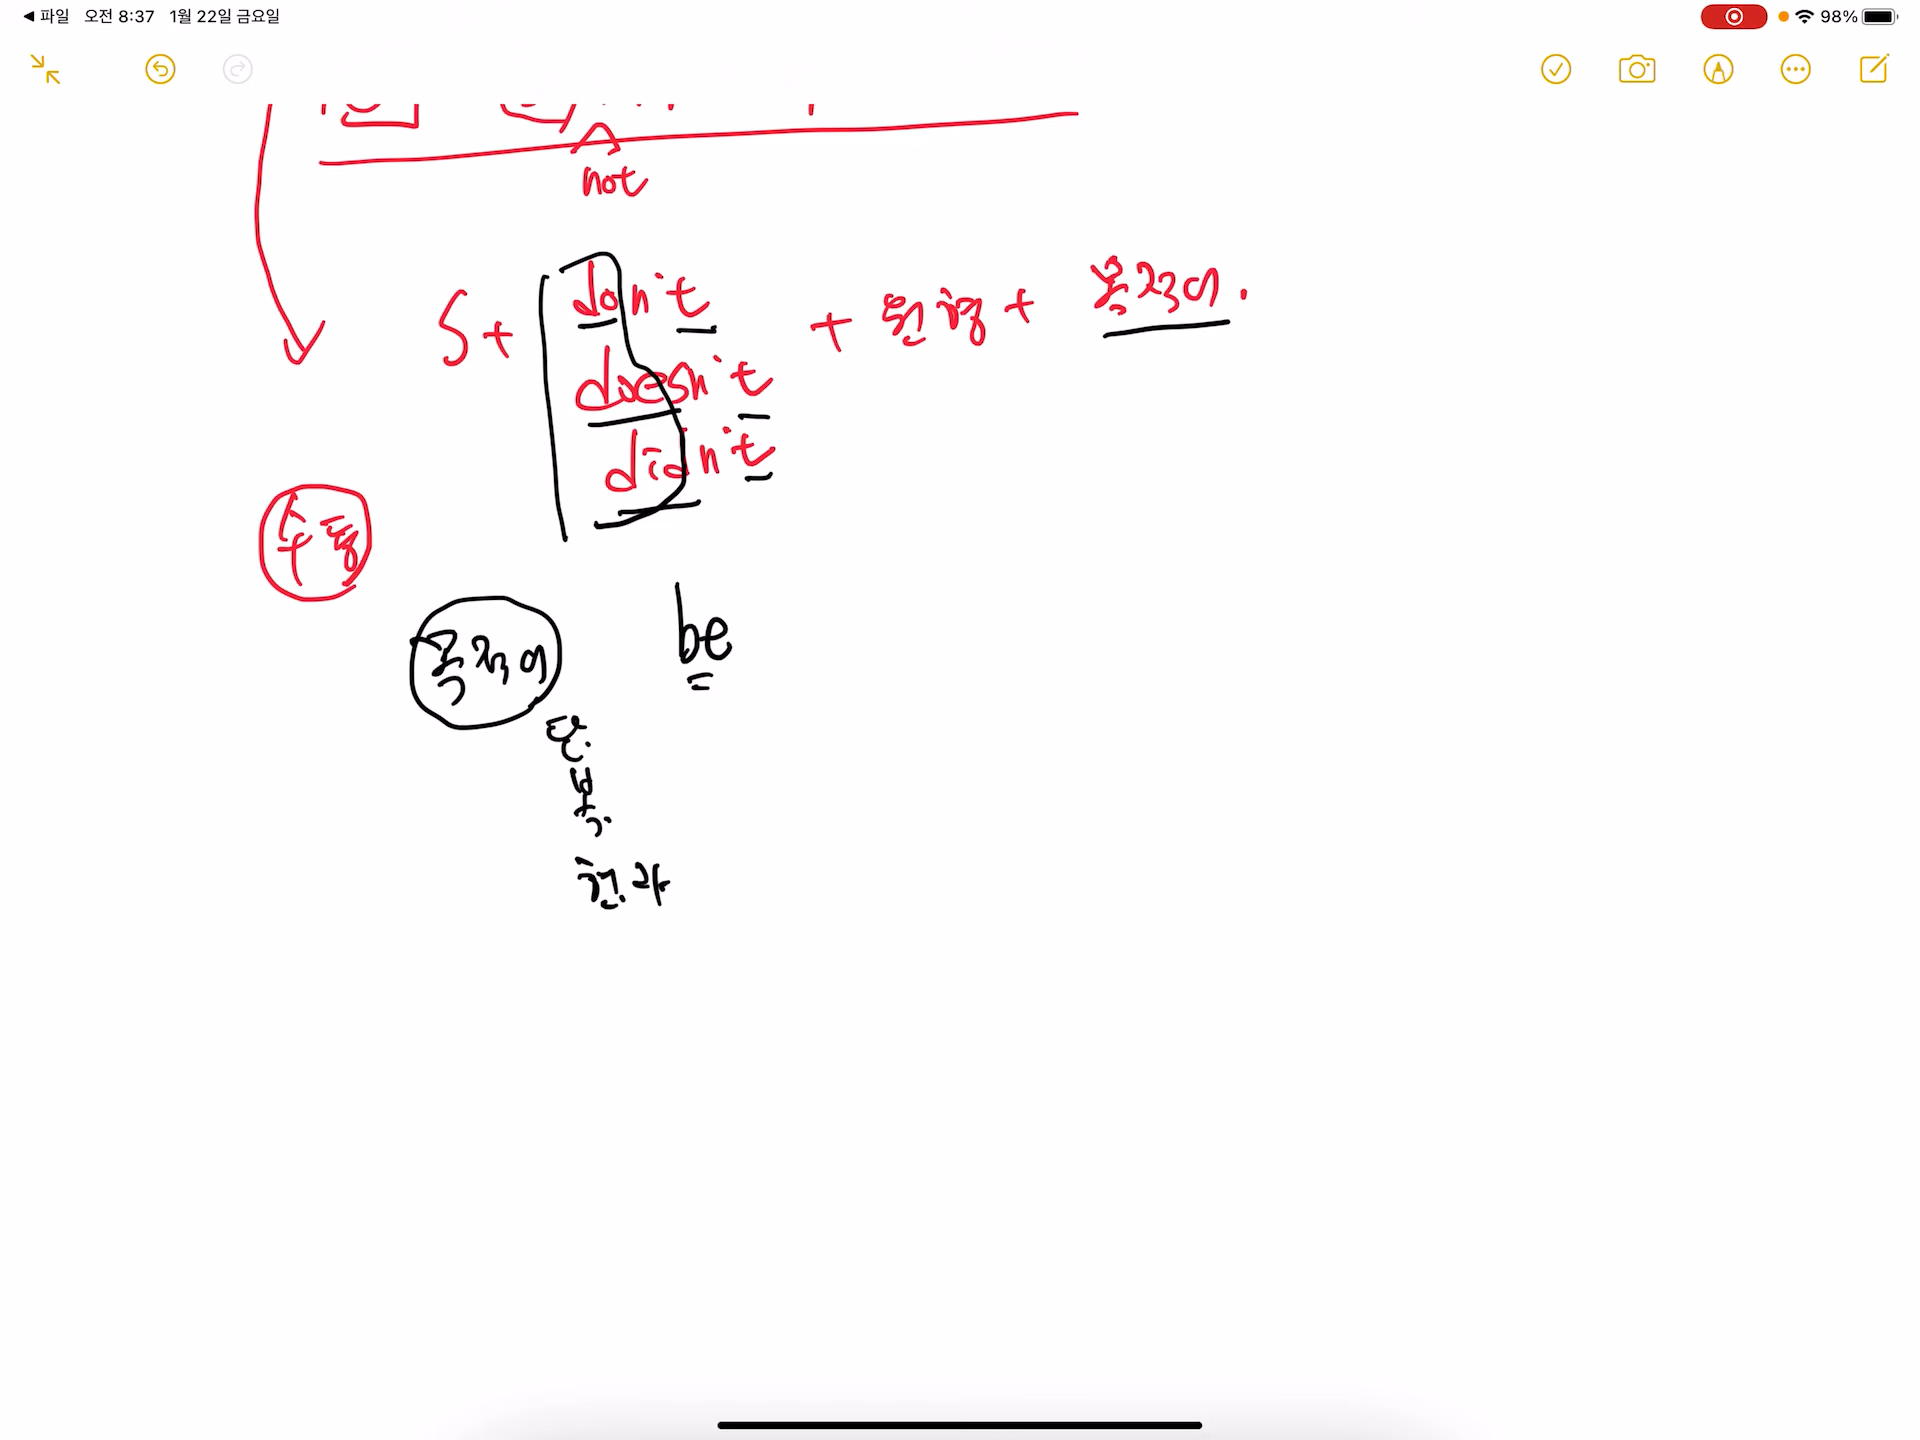 ◀ 파일 오전 8:37 1월 22일 금요일 98%
not
S + don't + 원형 + 목적어.
doesn't
didn't
수동
목적어 be
단.
복.
현과